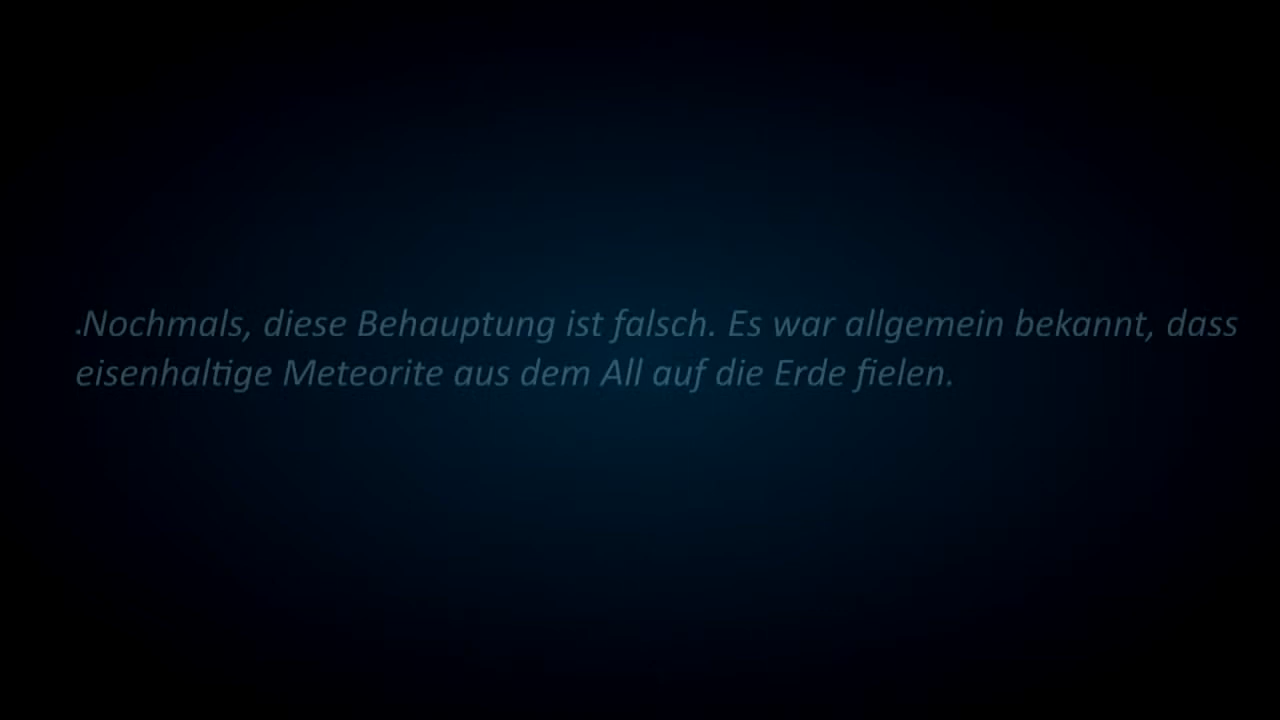 .Nochmals, diese Behauptung ist falsch. Es war allgemein bekannt, dass
eisenhaltige Meteorite aus dem All auf die Erde fielen.